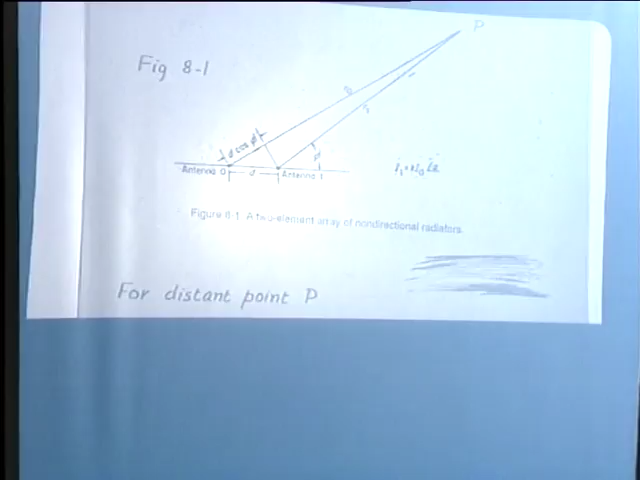 P
Fig 8-1
d cos φ
Antenna 0
d
Antenna 1
Figure 8-1 A two-element array of nondirectional radiators.
For distant point P